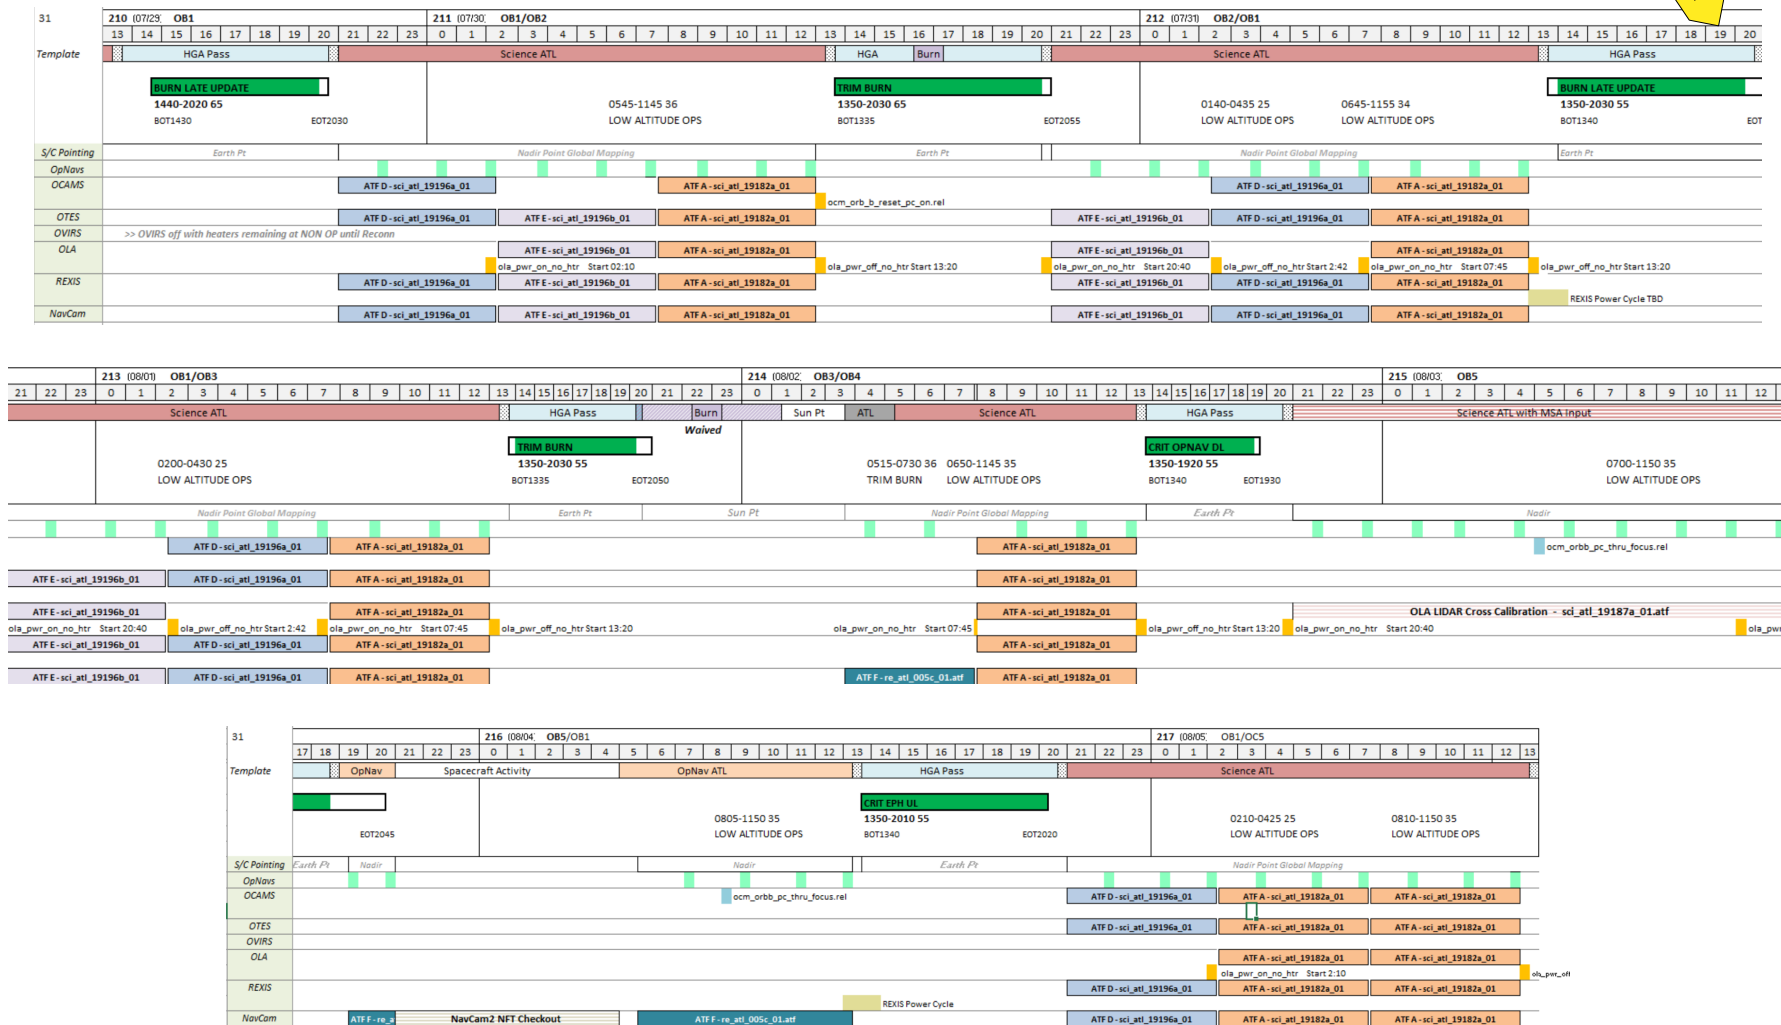 31 210 (07/29) OB1 211 (07/30) OB1/OB2 212 (07/31) OB2/OB1
13 14 15 16 17 18 19 20 21 22 23 0 1 2 3 4 5 6 7 8 9 10 11 12 13 14 15 16 17 18 19 20 21 22 23 0 1 2 3 4 5 6 7 8 9 10 11 12 13 14 15 16 17 18 19 20
Template HGA Pass Science ATL HGA Burn Science ATL HGA Pass
BURN LATE UPDATE TRIM BURN BURN LATE UPDATE
1440-2020 65 0545-1145 36 1350-2030 65 0140-0435 25 0645-1155 34 1350-2030 55
BOT1430 EOT2030 LOW ALTITUDE OPS BOT1335 EOT2055 LOW ALTITUDE OPS LOW ALTITUDE OPS BOT1340 EOT
S/C Pointing Earth Pt Nadir Point Global Mapping Earth Pt Nadir Point Global Mapping Earth Pt
OpNavs
OCAMS ATF D - sci_atl_19196a_01 ATF A - sci_atl_19182a_01 ATF D - sci_atl_19196a_01 ATF A - sci_atl_19182a_01
ocm_orb_b_reset_pc_on.rel
OTES ATF D - sci_atl_19196a_01 ATF E - sci_atl_19196b_01 ATF A - sci_atl_19182a_01 ATF E - sci_atl_19196b_01 ATF D - sci_atl_19196a_01 ATF A - sci_atl_19182a_01
OVIRS >> OVIRS off with heaters remaining at NON OP until Reconn
OLA ATF E - sci_atl_19196b_01 ATF A - sci_atl_19182a_01 ATF E - sci_atl_19196b_01 ATF A - sci_atl_19182a_01
ola_pwr_on_no_htr Start 02:10 ola_pwr_off_no_htr Start 13:20 ola_pwr_on_no_htr Start 20:40 ola_pwr_off_no_htr Start 2:42 ola_pwr_on_no_htr Start 07:45 ola_pwr_off_no_htr Start 13:20
REXIS ATF D - sci_atl_19196a_01 ATF E - sci_atl_19196b_01 ATF A - sci_atl_19182a_01 ATF E - sci_atl_19196b_01 ATF D - sci_atl_19196a_01 ATF A - sci_atl_19182a_01
REXIS Power Cycle TBD
NavCam ATF D - sci_atl_19196a_01 ATF E - sci_atl_19196b_01 ATF A - sci_atl_19182a_01 ATF E - sci_atl_19196b_01 ATF D - sci_atl_19196a_01 ATF A - sci_atl_19182a_01
213 (08/01) OB1/OB3 214 (08/02) OB3/OB4 215 (08/03) OB5
21 22 23 0 1 2 3 4 5 6 7 8 9 10 11 12 13 14 15 16 17 18 19 20 21 22 23 0 1 2 3 4 5 6 7 8 9 10 11 12 13 14 15 16 17 18 19 20 21 22 23 0 1 2 3 4 5 6 7 8 9 10 11 12
Science ATL HGA Pass Burn Sun Pt ATL Science ATL HGA Pass Science ATL with MSA Input
Waived
TRIM BURN CRIT OPNAV DL
0200-0430 25 1350-2030 55 0515-0730 36 0650-1145 35 1350-1920 55 0700-1150 35
LOW ALTITUDE OPS BOT1335 EOT2050 TRIM BURN LOW ALTITUDE OPS BOT1340 EOT1930 LOW ALTITUDE OPS
Nadir Point Global Mapping Earth Pt Sun Pt Nadir Point Global Mapping Earth Pt Nadir
ATF D - sci_atl_19196a_01 ATF A - sci_atl_19182a_01 ATF A - sci_atl_19182a_01 ocm_orbb_pc_thru_focus.rel
ATF E - sci_atl_19196b_01 ATF D - sci_atl_19196a_01 ATF A - sci_atl_19182a_01 ATF A - sci_atl_19182a_01
ATF E - sci_atl_19196b_01 ATF A - sci_atl_19182a_01 ATF A - sci_atl_19182a_01 OLA LIDAR Cross Calibration - sci_atl_19187a_01.atf
ola_pwr_on_no_htr Start 20:40 ola_pwr_off_no_htr Start 2:42 ola_pwr_on_no_htr Start 07:45 ola_pwr_off_no_htr Start 13:20 ola_pwr_on_no_htr Start 07:45 ola_pwr_off_no_htr Start 13:20 ola_pwr_on_no_htr Start 20:40 ola_pwr
ATF E - sci_atl_19196b_01 ATF D - sci_atl_19196a_01 ATF A - sci_atl_19182a_01 ATF A - sci_atl_19182a_01
ATF E - sci_atl_19196b_01 ATF D - sci_atl_19196a_01 ATF A - sci_atl_19182a_01 ATF F - re_atl_005c_01.atf ATF A - sci_atl_19182a_01
31 216 (08/04) OB5/OB1 217 (08/05) OB1/OC5
17 18 19 20 21 22 23 0 1 2 3 4 5 6 7 8 9 10 11 12 13 14 15 16 17 18 19 20 21 22 23 0 1 2 3 4 5 6 7 8 9 10 11 12 13
Template OpNav Spacecraft Activity OpNav ATL HGA Pass Science ATL
CRIT EPH UL
0805-1150 35 1350-2010 55 0210-0425 25 0810-1150 35
EOT2045 LOW ALTITUDE OPS BOT1340 EOT2020 LOW ALTITUDE OPS LOW ALTITUDE OPS
S/C Pointing Earth Pt Nadir Nadir Earth Pt Nadir Point Global Mapping
OpNavs
OCAMS ocm_orbb_pc_thru_focus.rel ATF D - sci_atl_19196a_01 ATF A - sci_atl_19182a_01 ATF A - sci_atl_19182a_01
OTES ATF D - sci_atl_19196a_01 ATF A - sci_atl_19182a_01 ATF A - sci_atl_19182a_01
OVIRS
OLA ATF A - sci_atl_19182a_01 ATF A - sci_atl_19182a_01
ola_pwr_on_no_htr Start 2:10 ola_pwr_off
REXIS ATF D - sci_atl_19196a_01 ATF A - sci_atl_19182a_01 ATF A - sci_atl_19182a_01
REXIS Power Cycle
NavCam ATF F - re_a NavCam2 NFT Checkout ATF F - re_atl_005c_01.atf ATF D - sci_atl_19196a_01 ATF A - sci_atl_19182a_01 ATF A - sci_atl_19182a_01